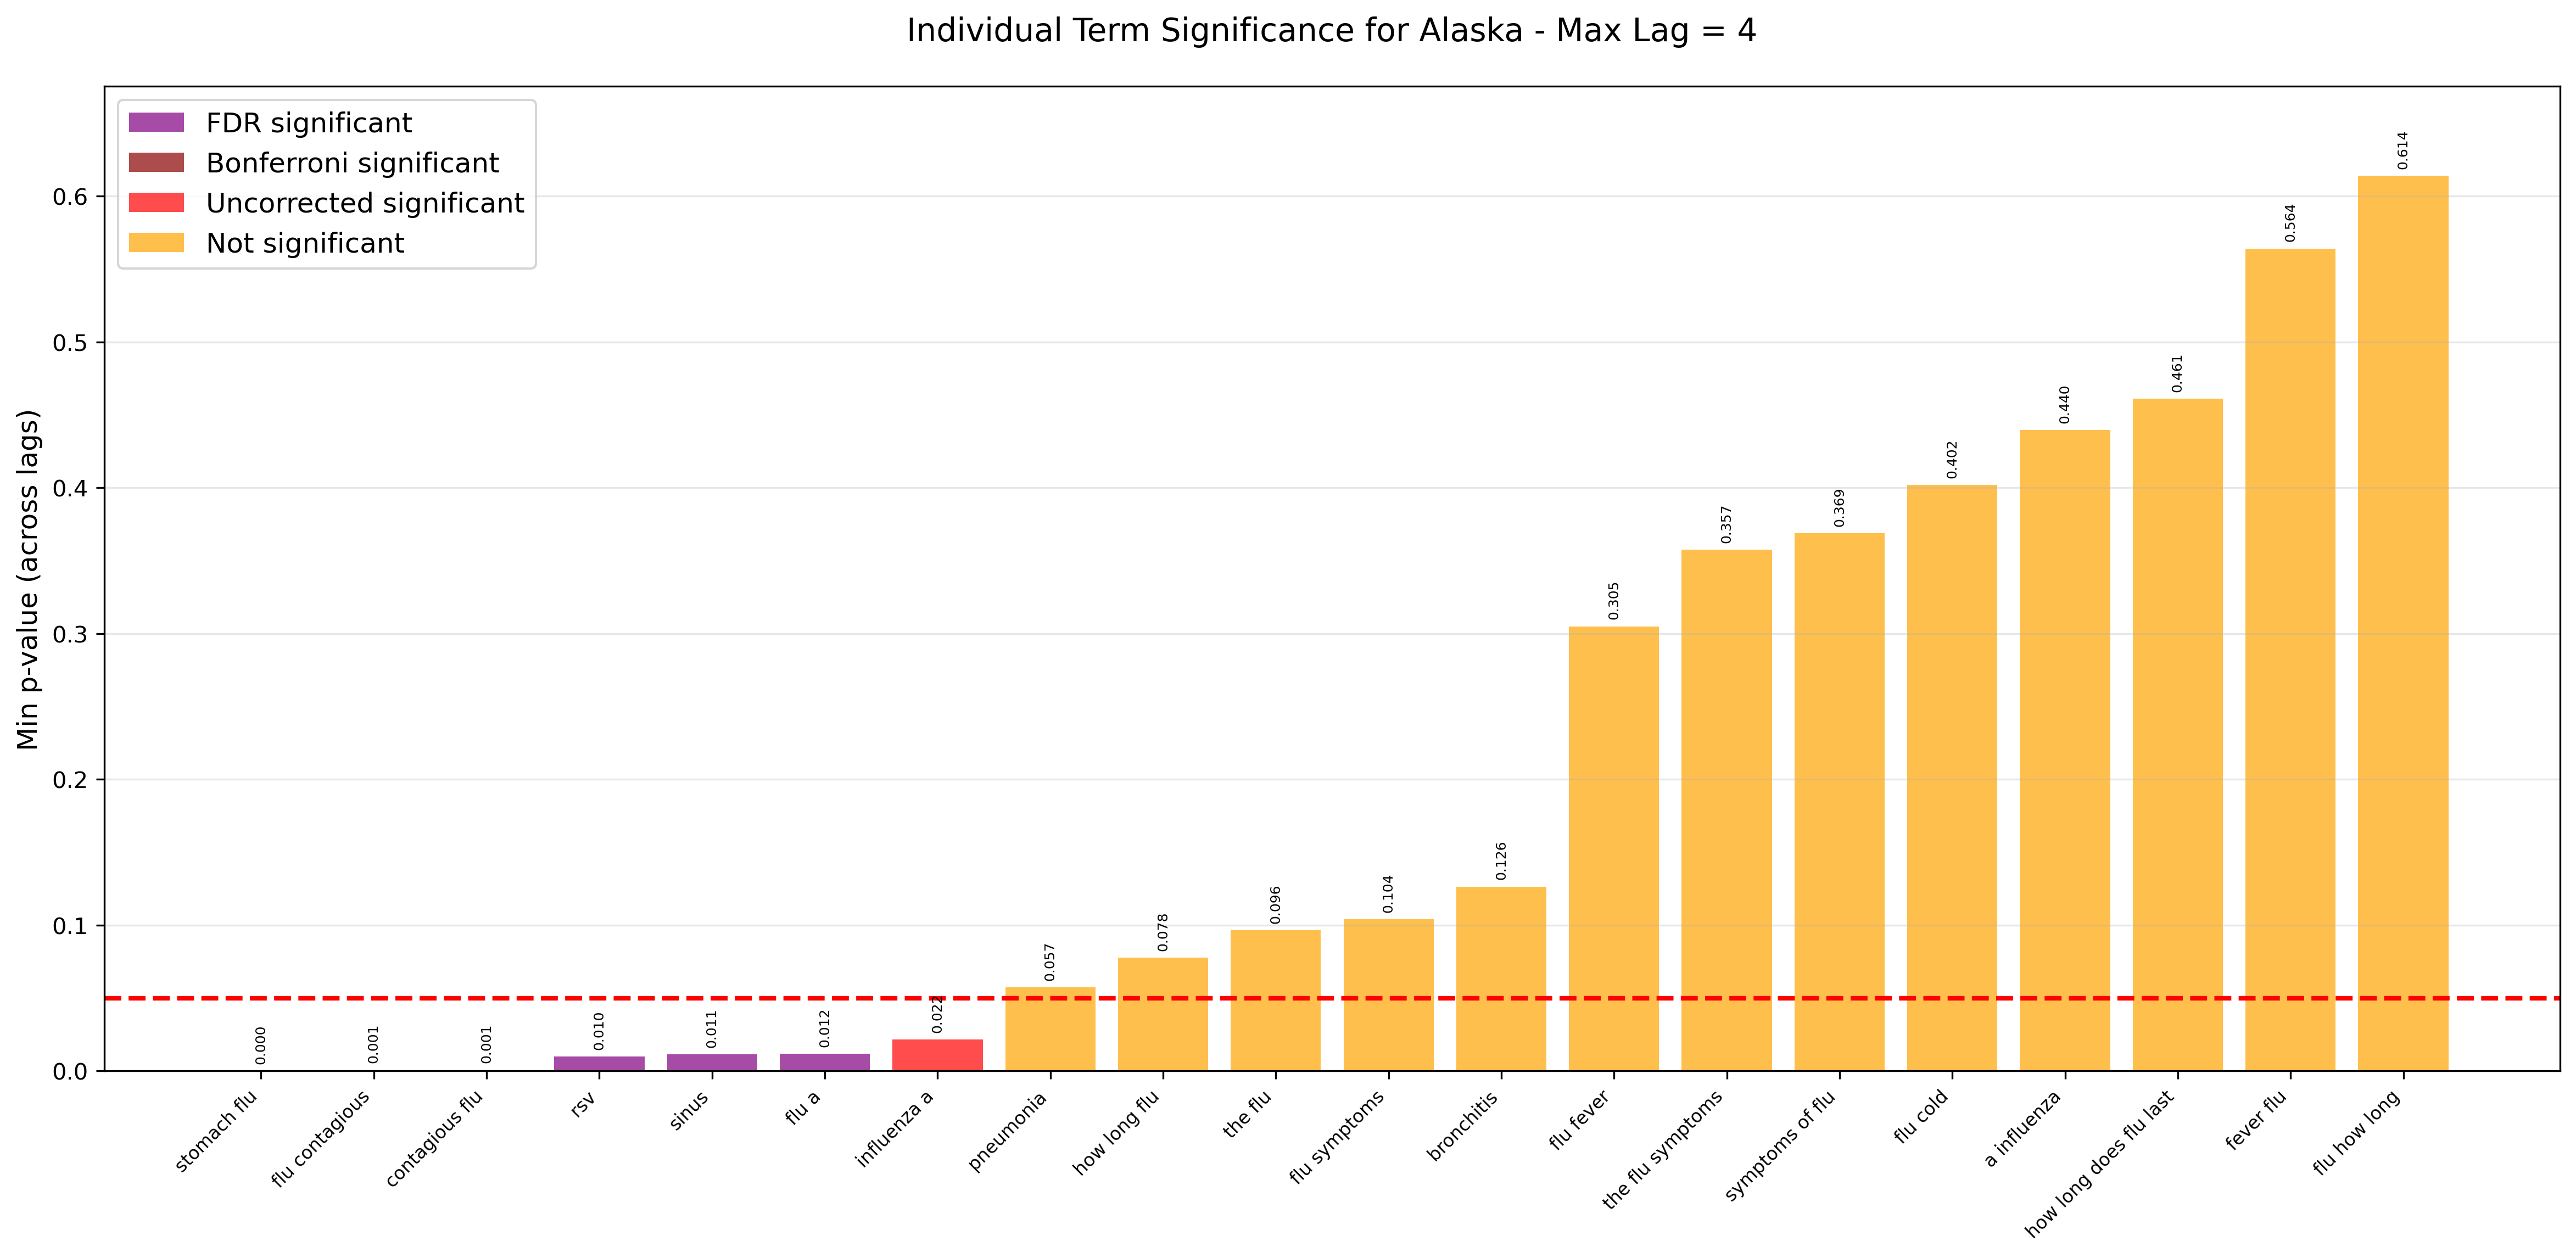 Individual Term Significance for Alaska - Max Lag = 4
FDR significant
Bonferroni significant
Uncorrected significant
Not significant
Min p-value (across lags)
0.6
0.5
0.4
0.3
0.2
0.1
0.0
0.000
0.001
0.001
0.010
0.011
0.012
0.022
0.057
0.078
0.096
0.104
0.126
0.305
0.357
0.369
0.402
0.440
0.461
0.564
0.614
stomach flu
flu contagious
contagious flu
rsv
sinus
flu a
influenza a
pneumonia
how long flu
the flu
flu symptoms
bronchitis
flu fever
the flu symptoms
symptoms of flu
flu cold
a influenza
how long does flu last
fever flu
flu how long